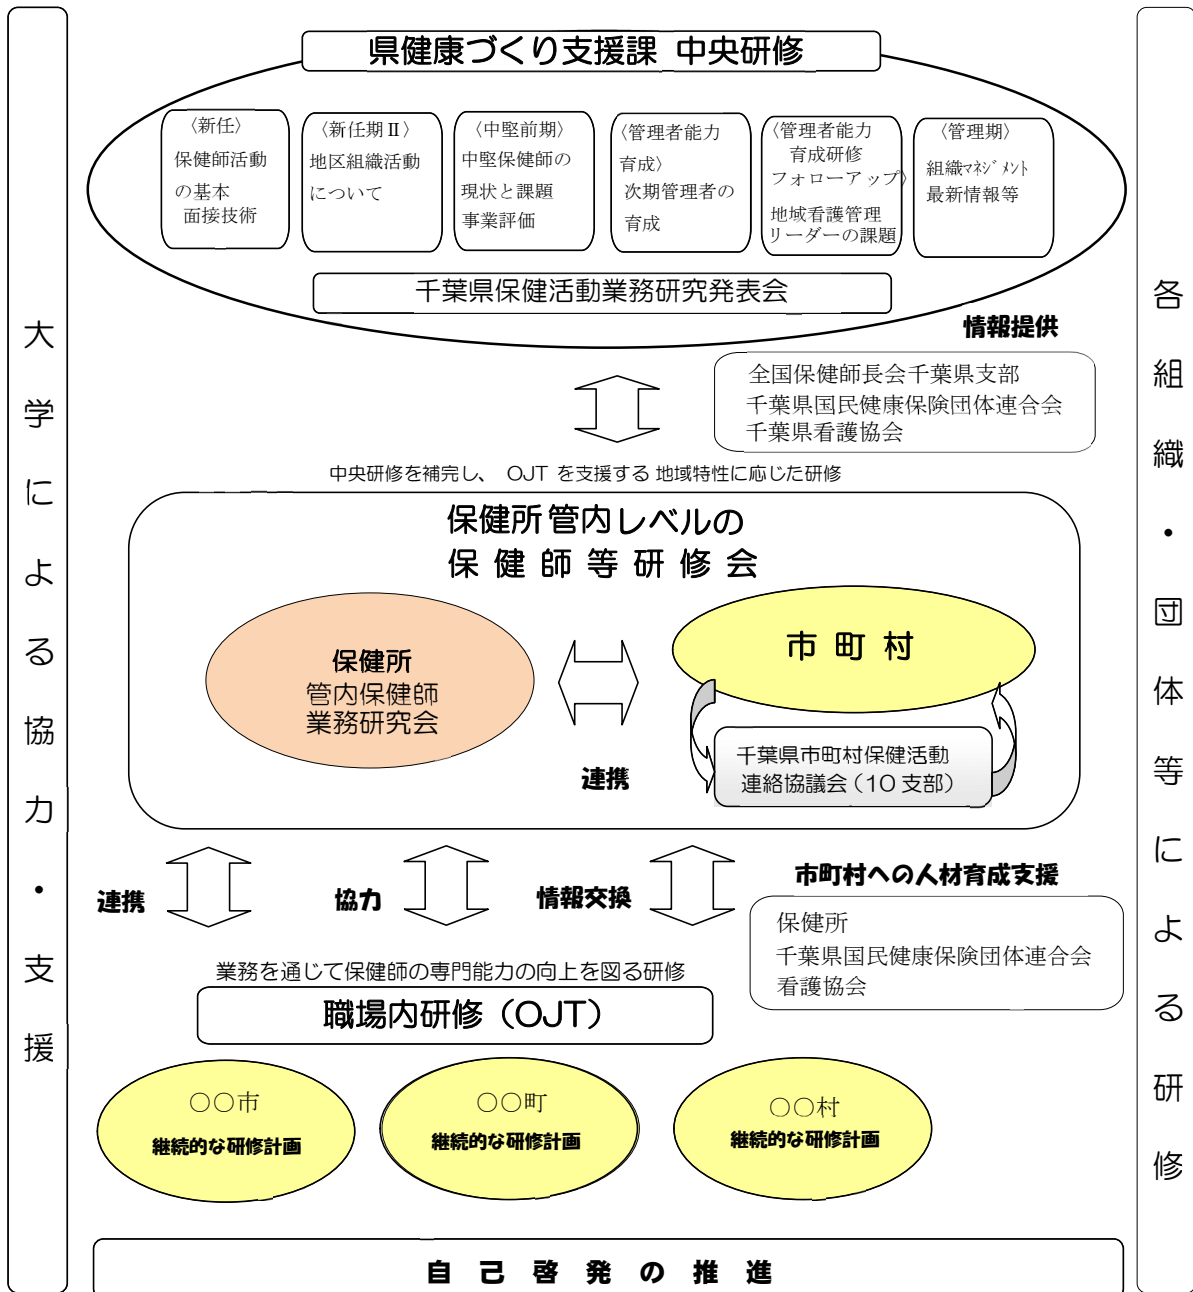 県健康づくり支援課 中央研修
〈新任〉
保健師活動
の基本
面接技術
〈新任期Ⅱ〉
地区組織活動
について
〈中堅前期〉
中堅保健師の
現状と課題
事業評価
〈管理者能力
育成〉
次期管理者の
育成
〈管理者能力
育成研修
フォローアップ〉
地域看護管理
リーダーの課題
〈管理期〉
組織マネジメント
最新情報等
千葉県保健活動業務研究発表会
情報提供
全国保健師長会千葉県支部
千葉県国民健康保険団体連合会
千葉県看護協会
中央研修を補完し、 OJT を支援する 地域特性に応じた研修
保健所管内レベルの
保健師等研修会
保健所
管内保健師
業務研究会
連携
市町村
千葉県市町村保健活動
連絡協議会(10 支部)
連携
協力
情報交換
市町村への人材育成支援
保健所
千葉県国民健康保険団体連合会
看護協会
業務を通じて保健師の専門能力の向上を図る研修
職場内研修(OJT)
〇〇市
継続的な研修計画
〇〇町
継続的な研修計画
〇〇村
継続的な研修計画
自己啓発の推進
大学による協力・支援
各組織・団体等による研修